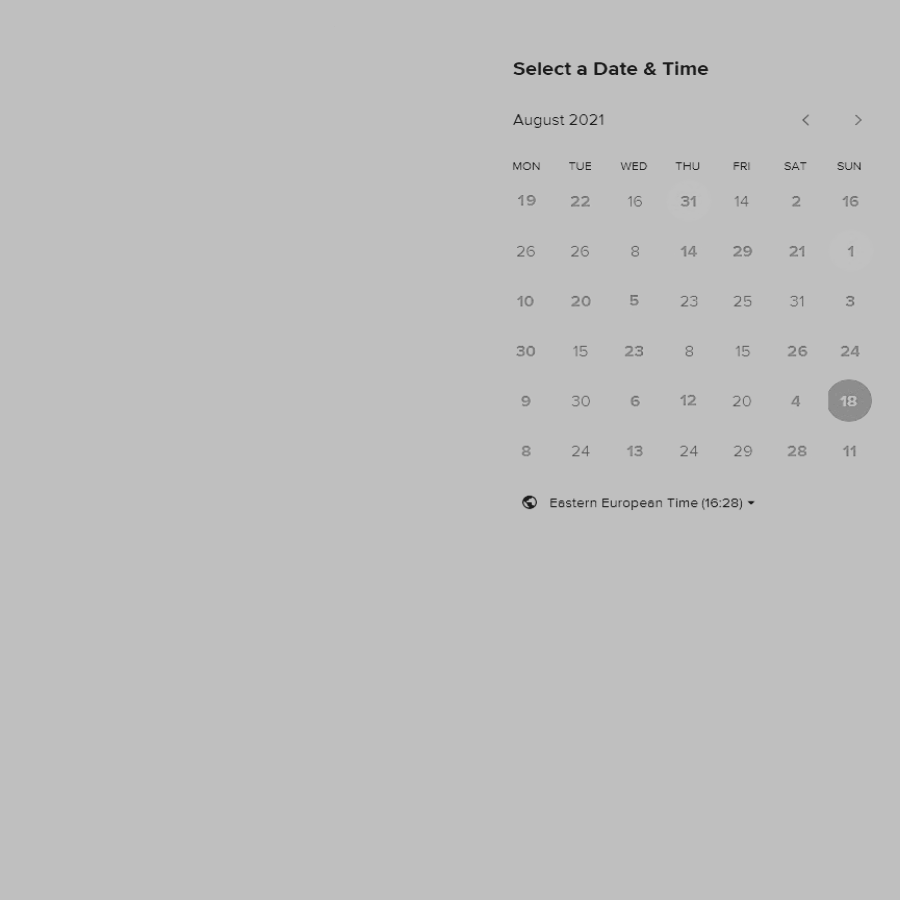 Select a Date & Time
August 2021
MON TUE WED THU FRI SAT SUN
19 22 16 31 14 2 16
26 26 8 14 29 21 1
10 20 5 23 25 31 3
30 15 23 8 15 26 24
9 30 6 12 20 4 18
8 24 13 24 29 28 11
Eastern European Time (16:28)